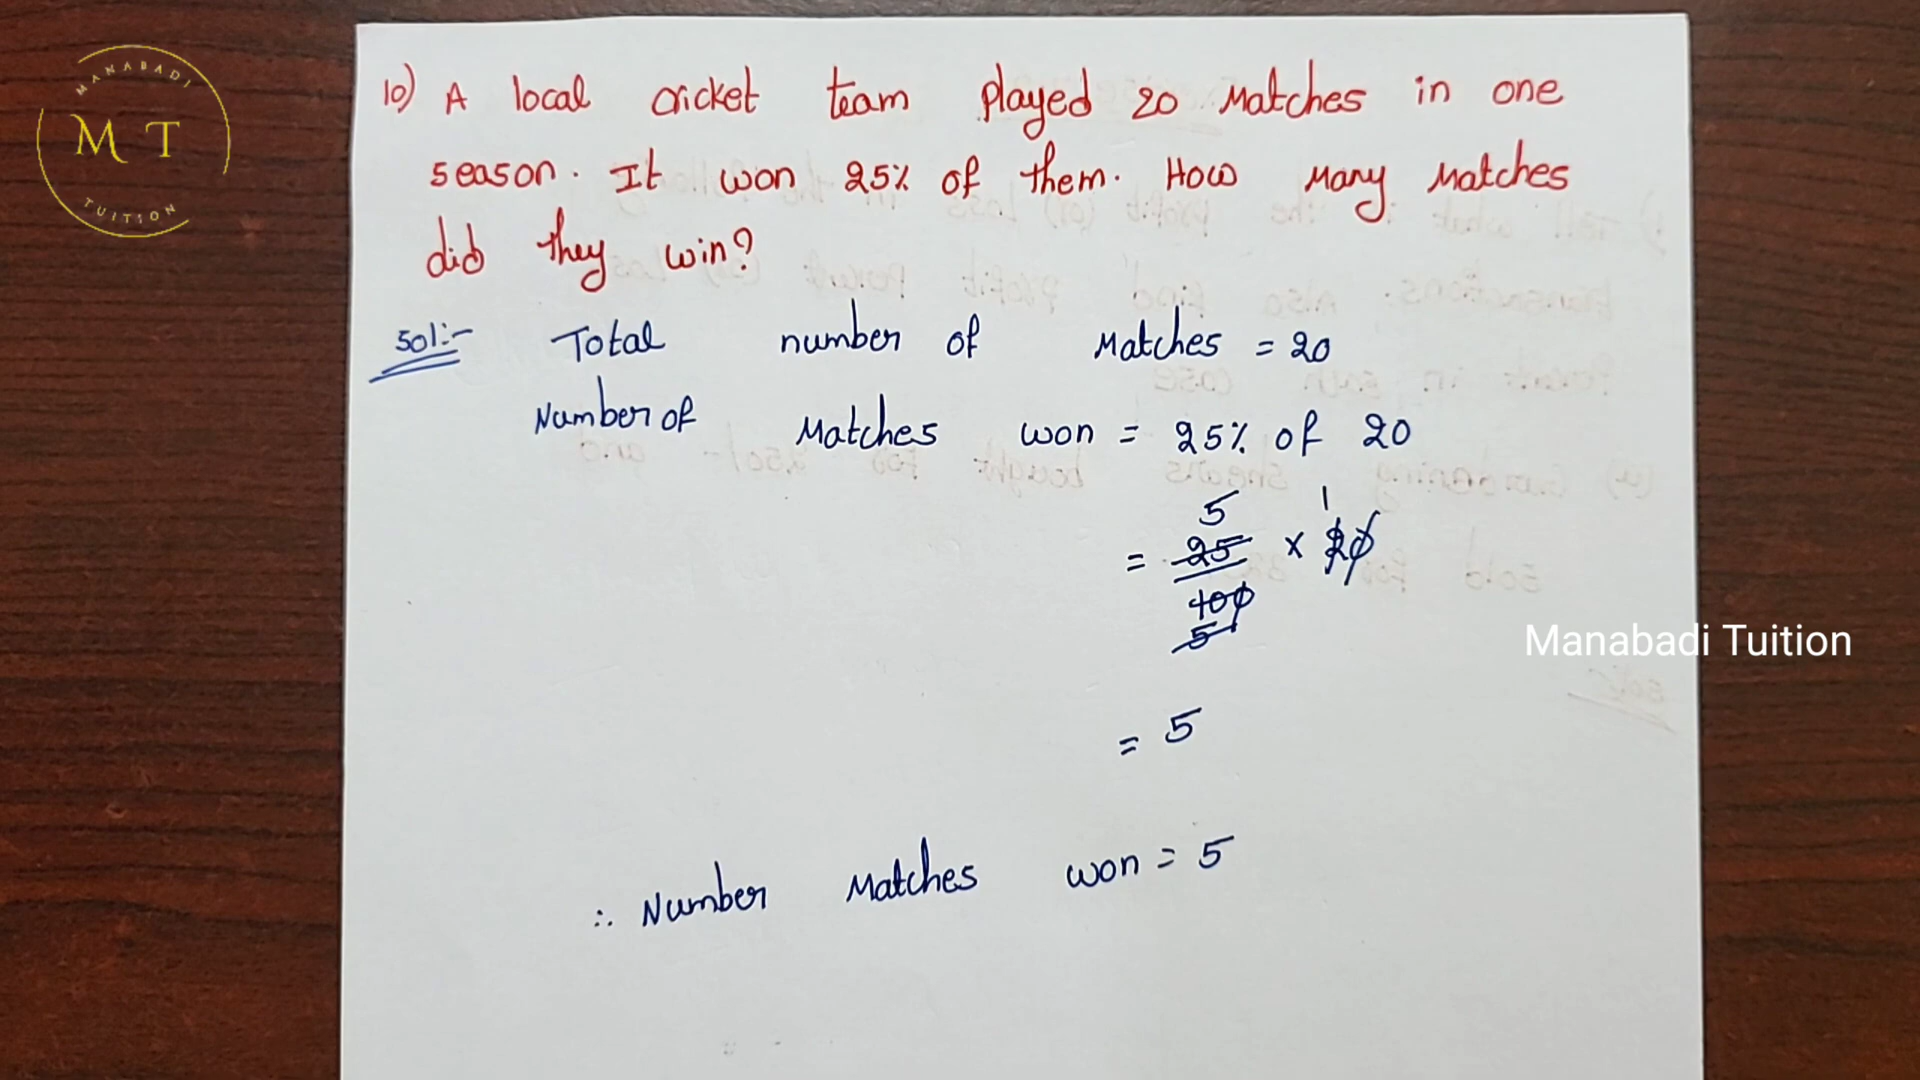 MANABADI
M T
TUITION
10) A local cricket team played 20 Matches in one
season. It won 25% of them. How Many Matches
did they win?
Sol:- Total number of Matches = 20
Number of Matches won = 25% of 20
5 1
= 25 × 20
100
5 1
Manabadi Tuition
= 5
∴ Number Matches won = 5